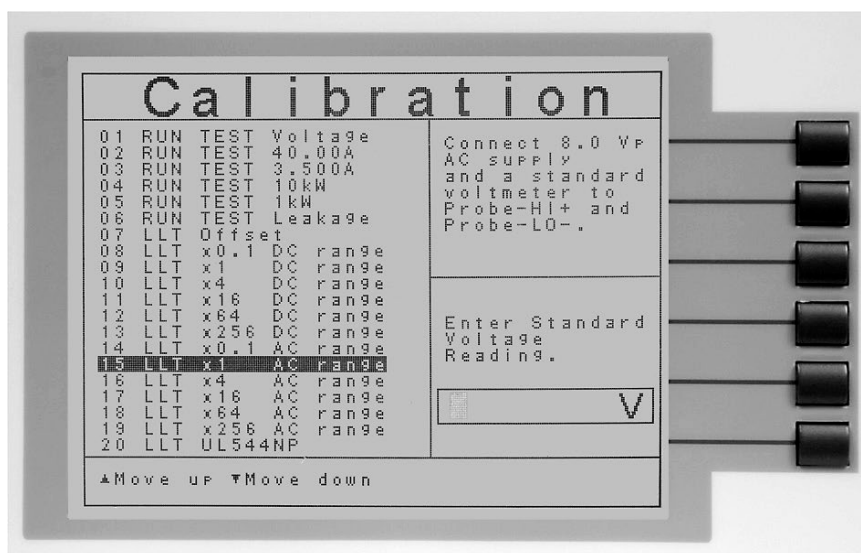 Calibration
01 RUN TEST Voltage
02 RUN TEST 40.00A
03 RUN TEST 3.500A
04 RUN TEST 10kW
05 RUN TEST 1kW
06 RUN TEST Leakage
07 LLT Offset
08 LLT x0.1 DC range
09 LLT x1 DC range
10 LLT x4 DC range
11 LLT x16 DC range
12 LLT x64 DC range
13 LLT x256 DC range
14 LLT x0.1 AC range
15 LLT x1 AC range
16 LLT x4 AC range
17 LLT x16 AC range
18 LLT x64 AC range
19 LLT x256 AC range
20 LLT UL544NP
Connect 8.0 Vp
AC supply
and a standard
voltmeter to
Probe-HI+ and
Probe-LO-.
Enter Standard
Voltage
Reading.
V
▲Move up ▼Move down